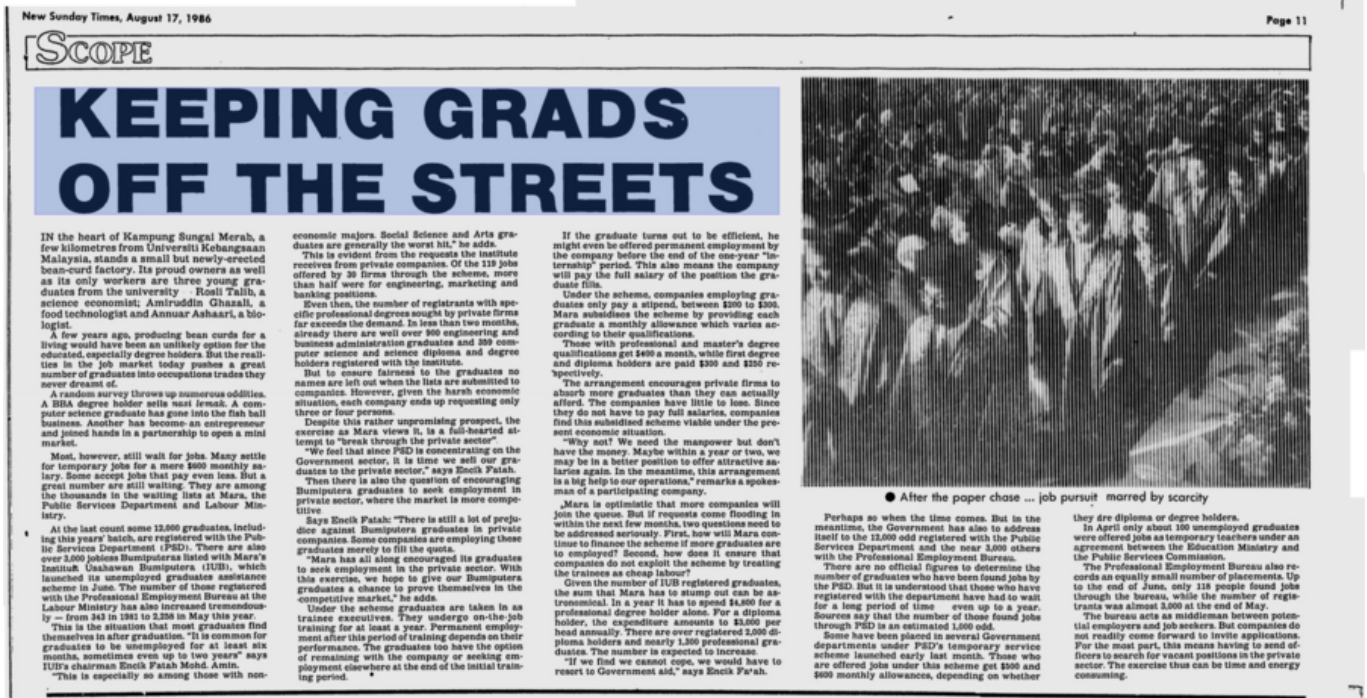 New Sunday Times, August 17, 1986
Page 11
SCOPE
KEEPING GRADS
OFF THE STREETS
IN the heart of Kampung Sungai Merab, a
few kilometres from Universiti Kebangsaan
Malaysia, stands a small but newly-erected
bean-curd factory. Its proud owners as well
as its only workers are three young gra-
duates from the university Rosli Talib, a
science economist; Amiruddin Ghazali, a
food technologist and Annuar Ashaari, a bio-
logist.
A few years ago, producing bean curds for a
living would have been an unlikely option for the
educated, especially degree holders. But the reali-
ties in the job market today pushes a great
number of graduates into occupations trades they
never dreamt of.
A random survey throws up numerous oddities.
A BBA degree holder sells nasi lemak. A com-
puter science graduate has gone into the fish ball
business. Another has become an entrepreneur
and joined hands in a partnership to open a mini
market.
Most, however, still wait for jobs. Many settle
for temporary jobs for a mere $600 monthly sa-
lary. Some accept jobs that pay even less. But a
great number are still waiting. They are among
the thousands in the waiting lists at Mara, the
Public Services Department and Labour Min-
istry.
At the last count some 12,000 graduates, includ-
ing this years' batch, are registered with the Pub-
lic Services Department (PSD). There are also
over 3,000 jobless Bumiputeras listed with Mara's
Institut Usahawan Bumiputera (IUB), which
launched its unemployed graduates assistance
scheme in June. The number of those registered
with the Professional Employment Bureau at the
Labour Ministry has also increased tremendous-
ly — from 343 in 1981 to 2,258 in May this year.
This is the situation that most graduates find
themselves in after graduation. "It is common for
graduates to be unemployed for at least six
months, sometimes even up to two years" says
IUB's chairman Encik Fatah Mohd. Amin.
"This is especially so among those with non-
economic majors. Social Science and Arts gra-
duates are generally the worst hit," he adds.
This is evident from the requests the institute
receives from private companies. Of the 119 jobs
offered by 30 firms through the scheme, more
than half were for engineering, marketing and
banking positions.
Even then, the number of registrants with spe-
cific professional degrees sought by private firms
far exceeds the demand. In less than two months,
already there are well over 900 engineering and
business administration graduates and 359 com-
puter science and science diploma and degree
holders registered with the institute.
But to ensure fairness to the graduates no
names are left out when the lists are submitted to
companies. However, given the harsh economic
situation, each company ends up requesting only
three or four persons.
Despite this rather unpromising prospect, the
exercise as Mara views it, is a full-hearted at-
tempt to "break through the private sector".
"We feel that since PSD is concentrating on the
Government sector, it is time we sell our gra-
duates to the private sector," says Encik Fatah.
Then there is also the question of encouraging
Bumiputera graduates to seek employment in
private sector, where the market is more compe-
titive
Says Encik Fatah: "There is still a lot of preju-
dice against Bumiputera graduates in private
companies. Some companies are employing these
graduates merely to fill the quota.
"Mara has all along encouraged its graduates
to seek employment in the private sector. With
this exercise, we hope to give our Bumiputera
graduates a chance to prove themselves in the
competitive market," he adds.
Under the scheme graduates are taken in as
trainee executives. They undergo on-the-job
training for at least a year. Permanent employ-
ment after this period of training depends on their
performance. The graduates too have the option
of remaining with the company or seeking em-
ployment elsewhere at the end of the initial train-
ing period.
If the graduate turns out to be efficient, he
might even be offered permanent employment by
the company before the end of the one-year "in-
ternship" period. This also means the company
will pay the full salary of the position the gra-
duate fills.
Under the scheme, companies employing gra-
duates only pay a stipend, between $200 to $300.
Mara subsidises the scheme by providing each
graduate a monthly allowance which varies ac-
cording to their qualifications.
Those with professional and master's degree
qualifications get $400 a month, while first degree
and diploma holders are paid $300 and $250 re-
spectively.
The arrangement encourages private firms to
absorb more graduates than they can actually
afford. The companies have little to lose. Since
they do not have to pay full salaries, companies
find this subsidised scheme viable under the pre-
sent economic situation.
"Why not? We need the manpower but don't
have the money. Maybe within a year or two, we
may be in a better position to offer attractive sa-
laries again. In the meantime, this arrangement
is a big help to our operations," remarks a spokes-
man of a participating company.
Mara is optimistic that more companies will
join the queue. But if requests come flooding in
within the next few months, two questions need to
be addressed seriously. First, how will Mara con-
tinue to finance the scheme if more graduates are
to employed? Second, how does it ensure that
companies do not exploit the scheme by treating
the trainees as cheap labour?
Given the number of IUB registered graduates,
the sum that Mara has to stump out can be as-
tronomical. In a year it has to spend $4,800 for a
professional degree holder alone. For a diploma
holder, the expenditure amounts to $3,000 per
head annually. There are over registered 2,000 di-
ploma holders and nearly 1,300 professional gra-
duates. The number is expected to increase.
"If we find we cannot cope, we would have to
resort to Government aid," says Encik Fatah.
● After the paper chase ... job pursuit marred by scarcity
Perhaps so when the time comes. But in the
meantime, the Government has also to address
itself to the 12,000 odd registered with the Public
Services Department and the near 3,000 others
with the Professional Employment Bureau.
There are no official figures to determine the
number of graduates who have been found jobs by
the PSD. But it is understood that those who have
registered with the department have had to wait
for a long period of time even up to a year.
Sources say that the number of those found jobs
through PSD is an estimated 1,000 odd.
Some have been placed in several Government
departments under PSD's temporary service
scheme launched early last month. Those who
are offered jobs under this scheme get $500 and
$600 monthly allowances, depending on whether
they are diploma or degree holders.
In April only about 100 unemployed graduates
were offered jobs as temporary teachers under an
agreement between the Education Ministry and
the Public Services Commission.
The Professional Employment Bureau also re-
cords an equally small number of placements. Up
to the end of June, only 118 people found jobs
through the bureau, while the number of regis-
trants was almost 3,000 at the end of May.
The bureau acts as middleman between poten-
tial employers and job seekers. But companies do
not readily come forward to invite applications.
For the most part, this means having to send of-
ficers to search for vacant positions in the private
sector. The exercise thus can be time and energy
consuming.